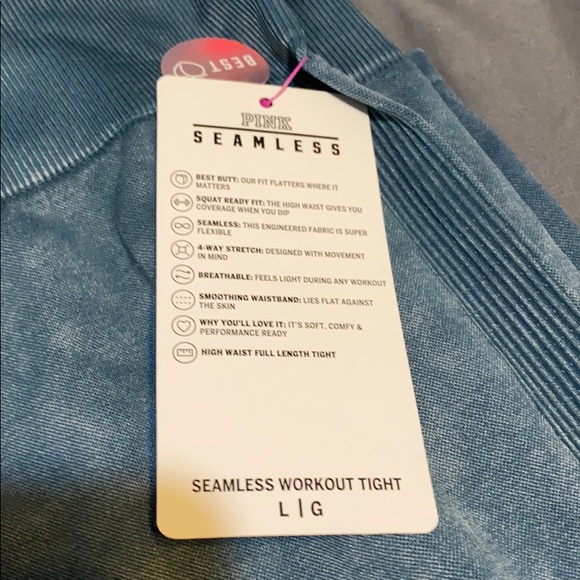 BEST
PINK
SEAMLESS
BEST BUTT: OUR FIT FLATTERS WHERE IT
MATTERS
SQUAT READY FIT: THE HIGH WAIST GIVES YOU
COVERAGE WHEN YOU DIP
SEAMLESS: THIS ENGINEERED FABRIC IS SUPER
FLEXIBLE
4-WAY STRETCH: DESIGNED WITH MOVEMENT
IN MIND
BREATHABLE: FEELS LIGHT DURING ANY WORKOUT
SMOOTHING WAISTBAND: LIES FLAT AGAINST
THE SKIN
WHY YOU'LL LOVE IT: IT'S SOFT, COMFY &
PERFORMANCE READY
HIGH WAIST FULL LENGTH TIGHT
SEAMLESS WORKOUT TIGHT
L | G